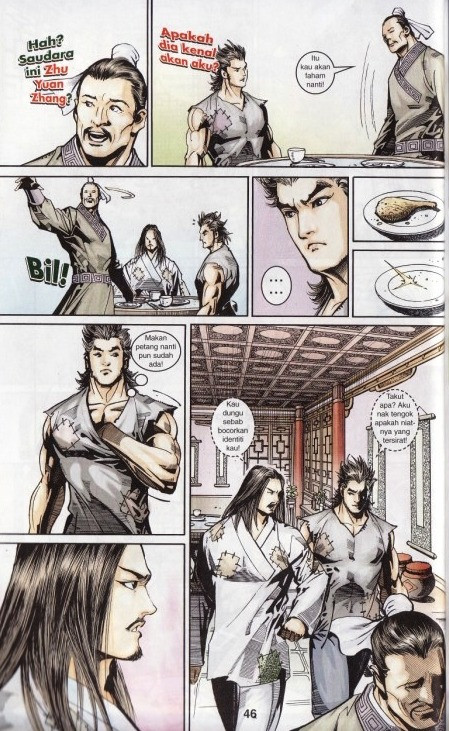 Hah?
Saudara
ini Zhu
Yuan
Zhang?
Apakah
dia kenal
akan aku?
Itu
kau akan
faham
nanti!
Bil!
...
...
Makan
petang nanti
pun sudah
ada!
Kau
dungu
sebab
bocorkan
identiti
kau!
Takut
apa? Aku
nak tengok
apakah niat-
nya yang
tersirat!
46